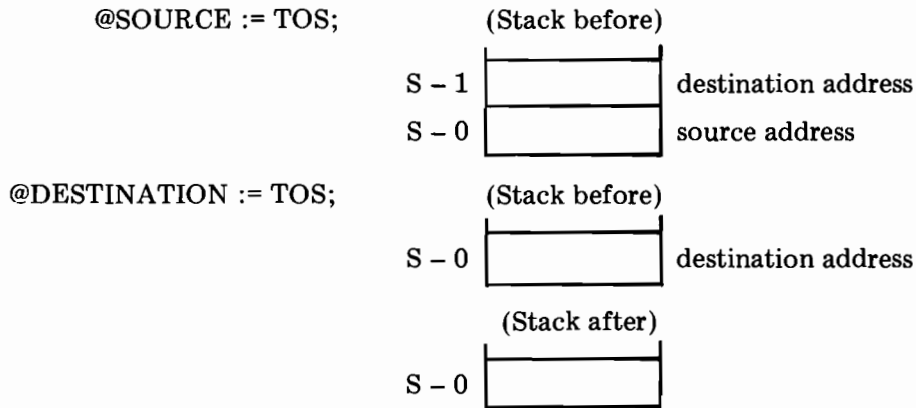 @SOURCE := TOS; (Stack before)
S – 1 destination address
S – 0 source address
@DESTINATION := TOS; (Stack before)
S – 0 destination address
(Stack after)
S – 0